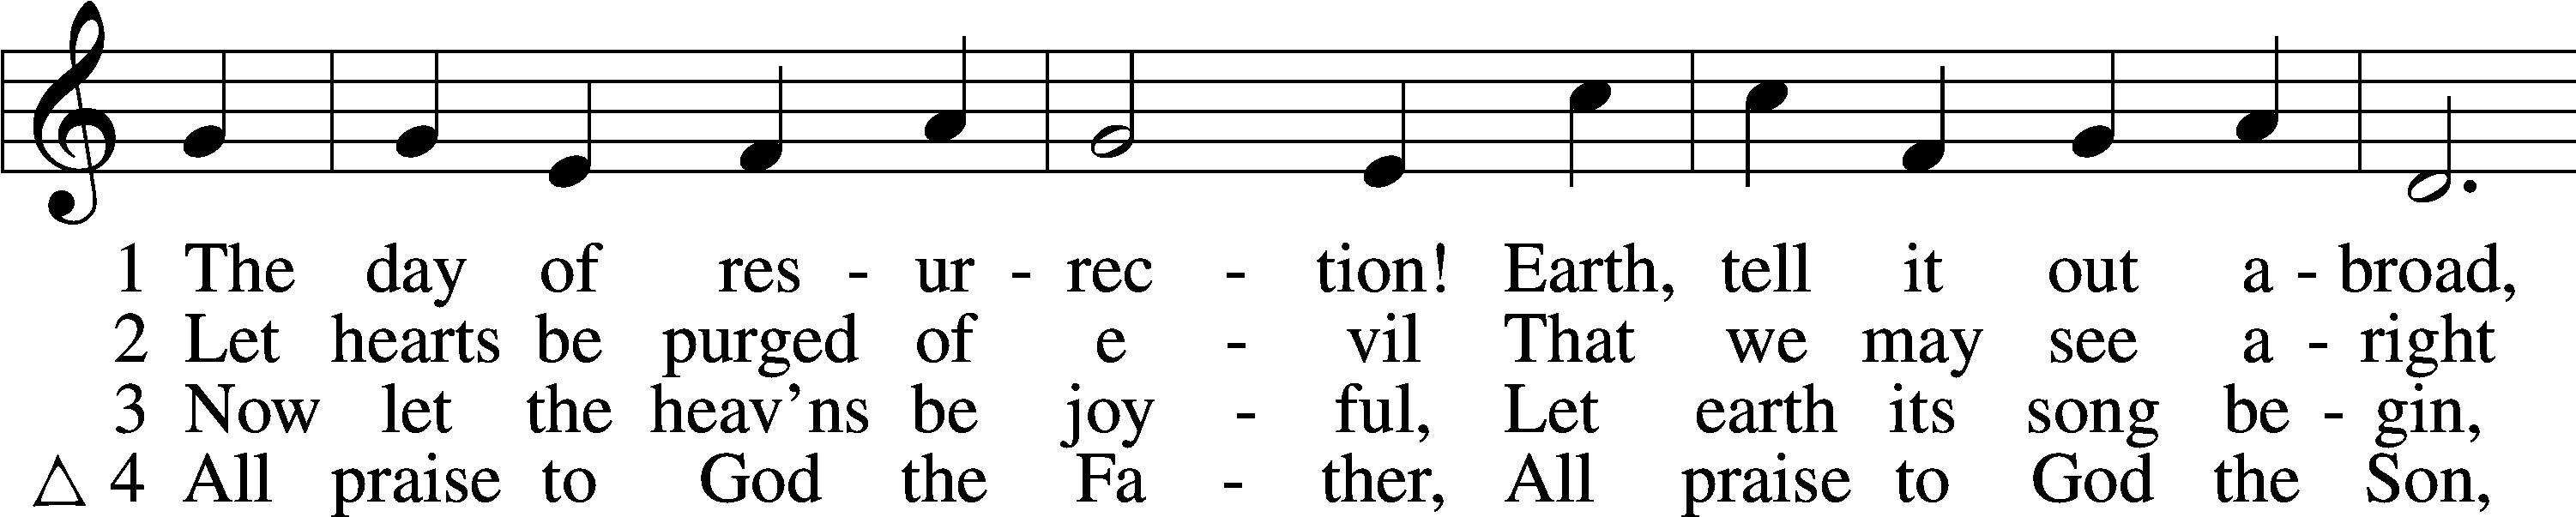 1 The day of res - ur - rec - tion! Earth, tell it out a - broad,
2 Let hearts be purged of e - vil That we may see a - right
3 Now let the heav’ns be joy - ful, Let earth its song be - gin,
△ 4 All praise to God the Fa - ther, All praise to God the Son,